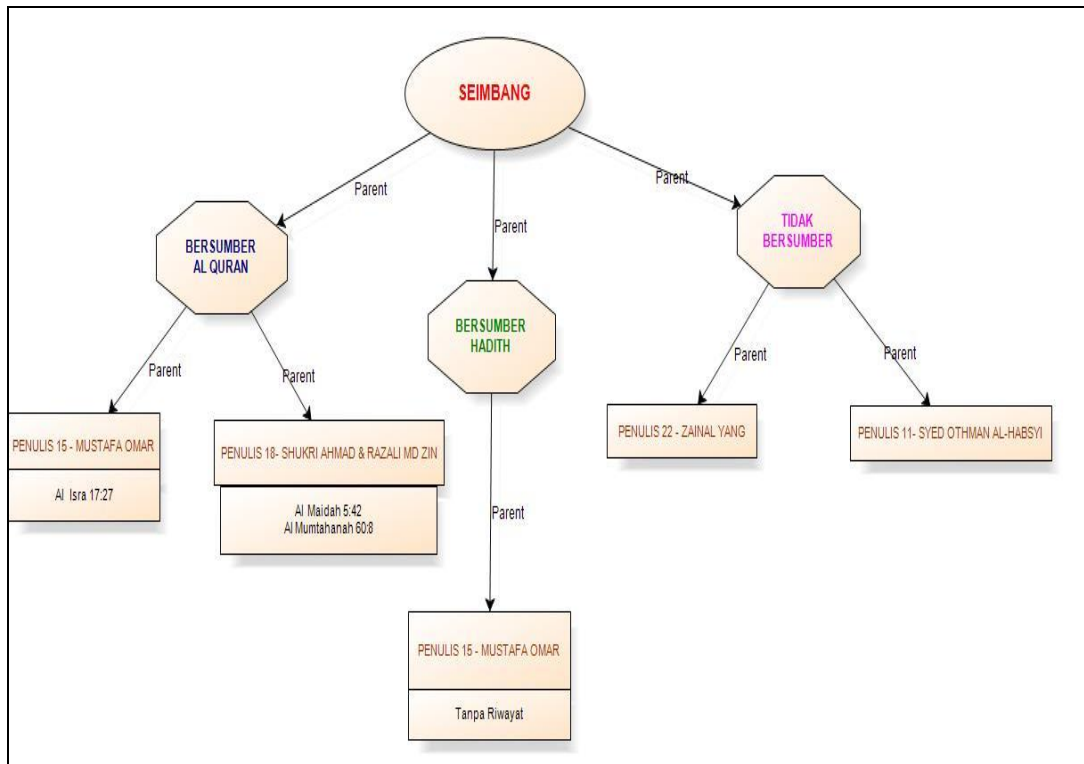 SEIMBANG
Parent
Parent
Parent
BERSUMBER
AL QURAN
BERSUMBER
HADITH
TIDAK
BERSUMBER
Parent
Parent
Parent
Parent
Parent
PENULIS 15 - MUSTAFA OMAR
Al Isra 17:27
PENULIS 18- SHUKRI AHMAD & RAZALI MD ZIN
Al Maidah 5:42
Al Mumtahanah 60:8
PENULIS 15 - MUSTAFA OMAR
Tanpa Riwayat
PENULIS 22 - ZAINAL YANG
PENULIS 11- SYED OTHMAN AL-HABSYI